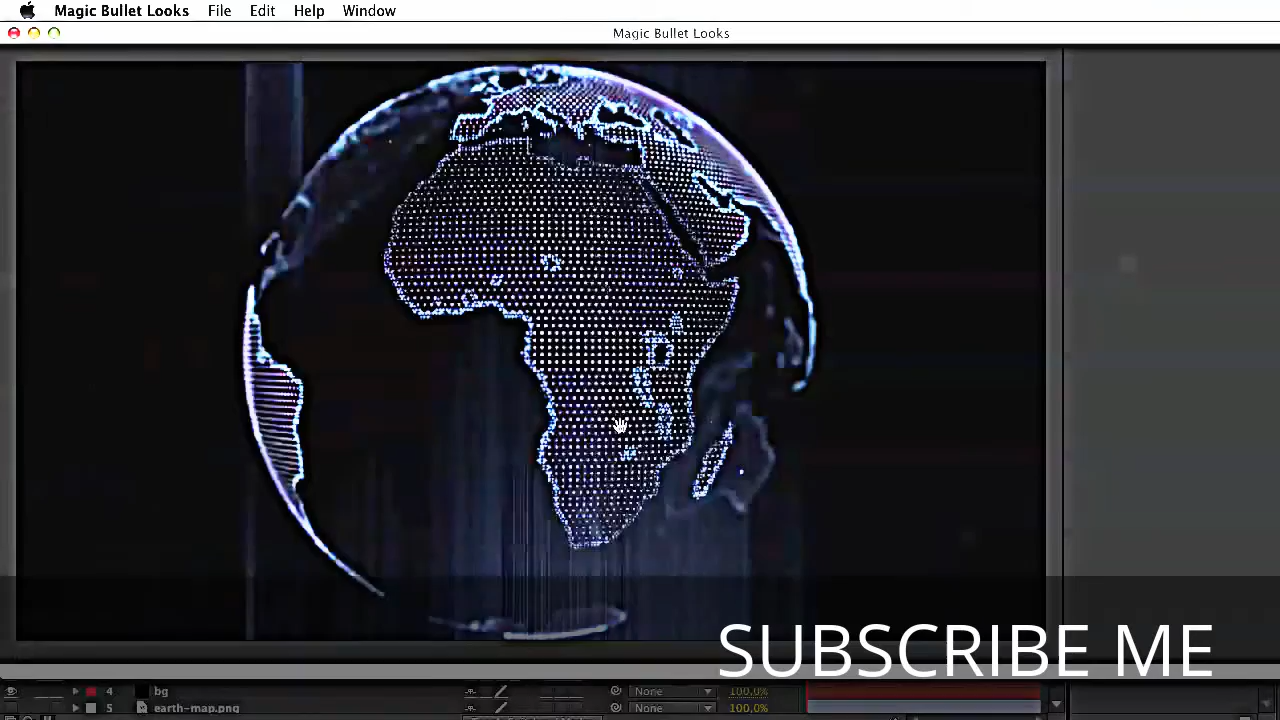 Magic Bullet Looks File Edit Help Window
Magic Bullet Looks
SUBSCRIBE ME
4 bg None 100,0%
5 earth-map.png None 100,0%